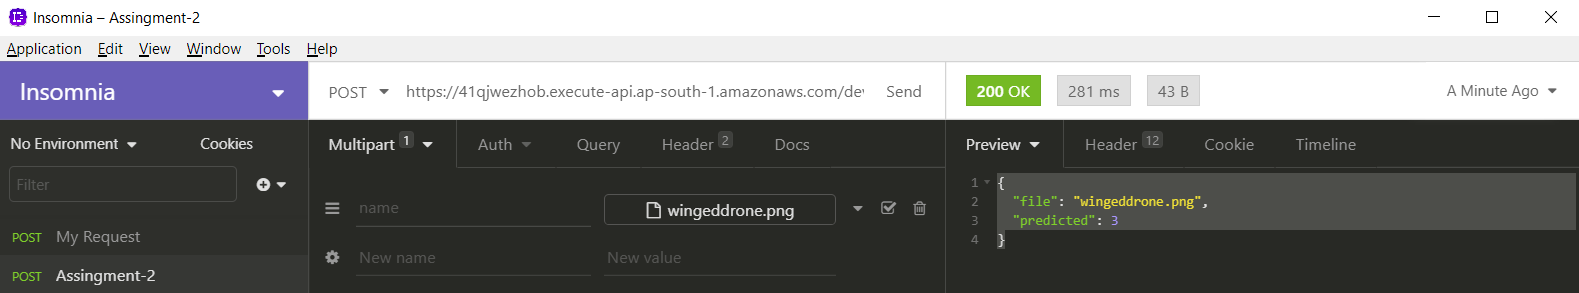 Insomnia – Assingment-2
Application Edit View Window Tools Help
Insomnia
POST https://41qjwezhob.execute-api.ap-south-1.amazonaws.com/dev Send
200 OK 281 ms 43 B A Minute Ago
No Environment Cookies
Multipart 1 Auth Query Header 2 Docs
Preview Header 12 Cookie Timeline
Filter
name wingeddrone.png
New name New value
POST My Request
POST Assingment-2
1 {
2 "file": "wingeddrone.png",
3 "predicted": 3
4 }